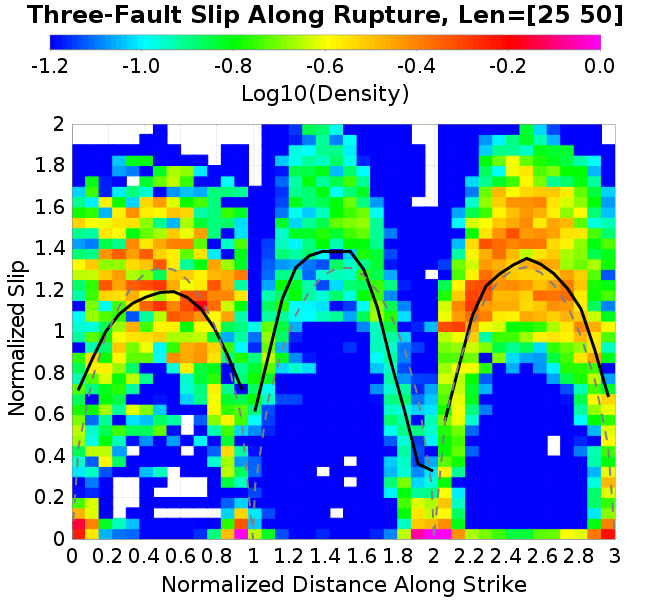 Three-Fault Slip Along Rupture, Len=[25 50]
-1.2 -1.0 -0.8 -0.6 -0.4 -0.2 0.0
Log10(Density)
2
1.8
1.6
1.4
1.2
1
0.8
0.6
0.4
0.2
0
Normalized Slip
0 0.2 0.4 0.6 0.8 1 1.2 1.4 1.6 1.8 2 2.2 2.4 2.6 2.8 3
Normalized Distance Along Strike